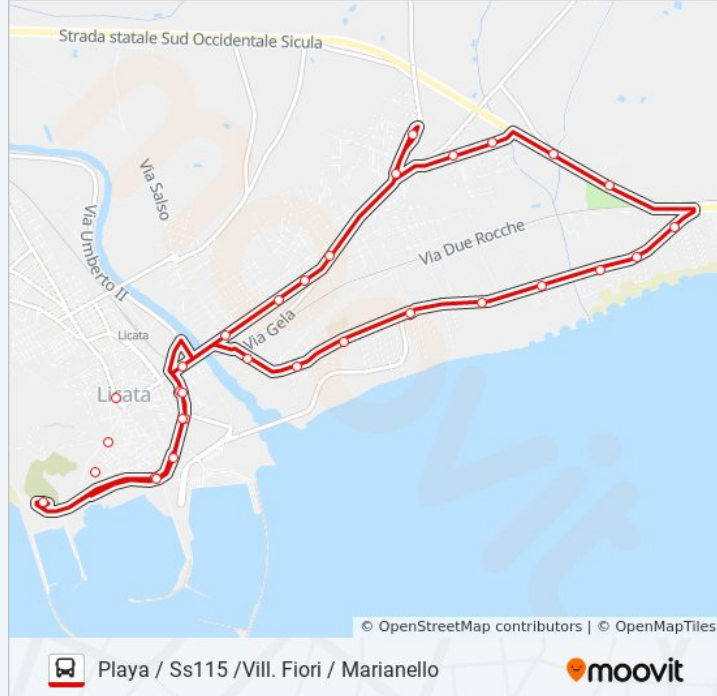 Strada statale Sud Occidentale Sicula
Via Salso
Via Umberto II
Via Due Rocche
Via Gela
Licata
Licata
moovit
© OpenStreetMap contributors | © OpenMapTiles
Playa / Ss115 /Vill. Fiori / Marianello
moovit